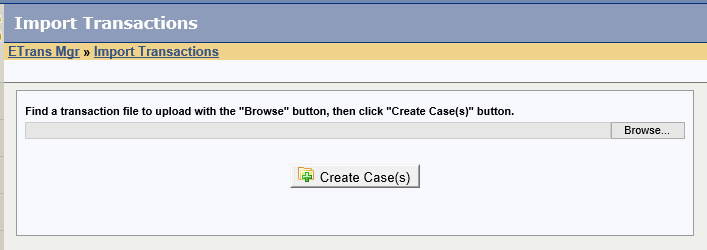 Import Transactions
ETrans Mgr » Import Transactions
Find a transaction file to upload with the "Browse" button, then click "Create Case(s)" button.
Browse...
Create Case(s)